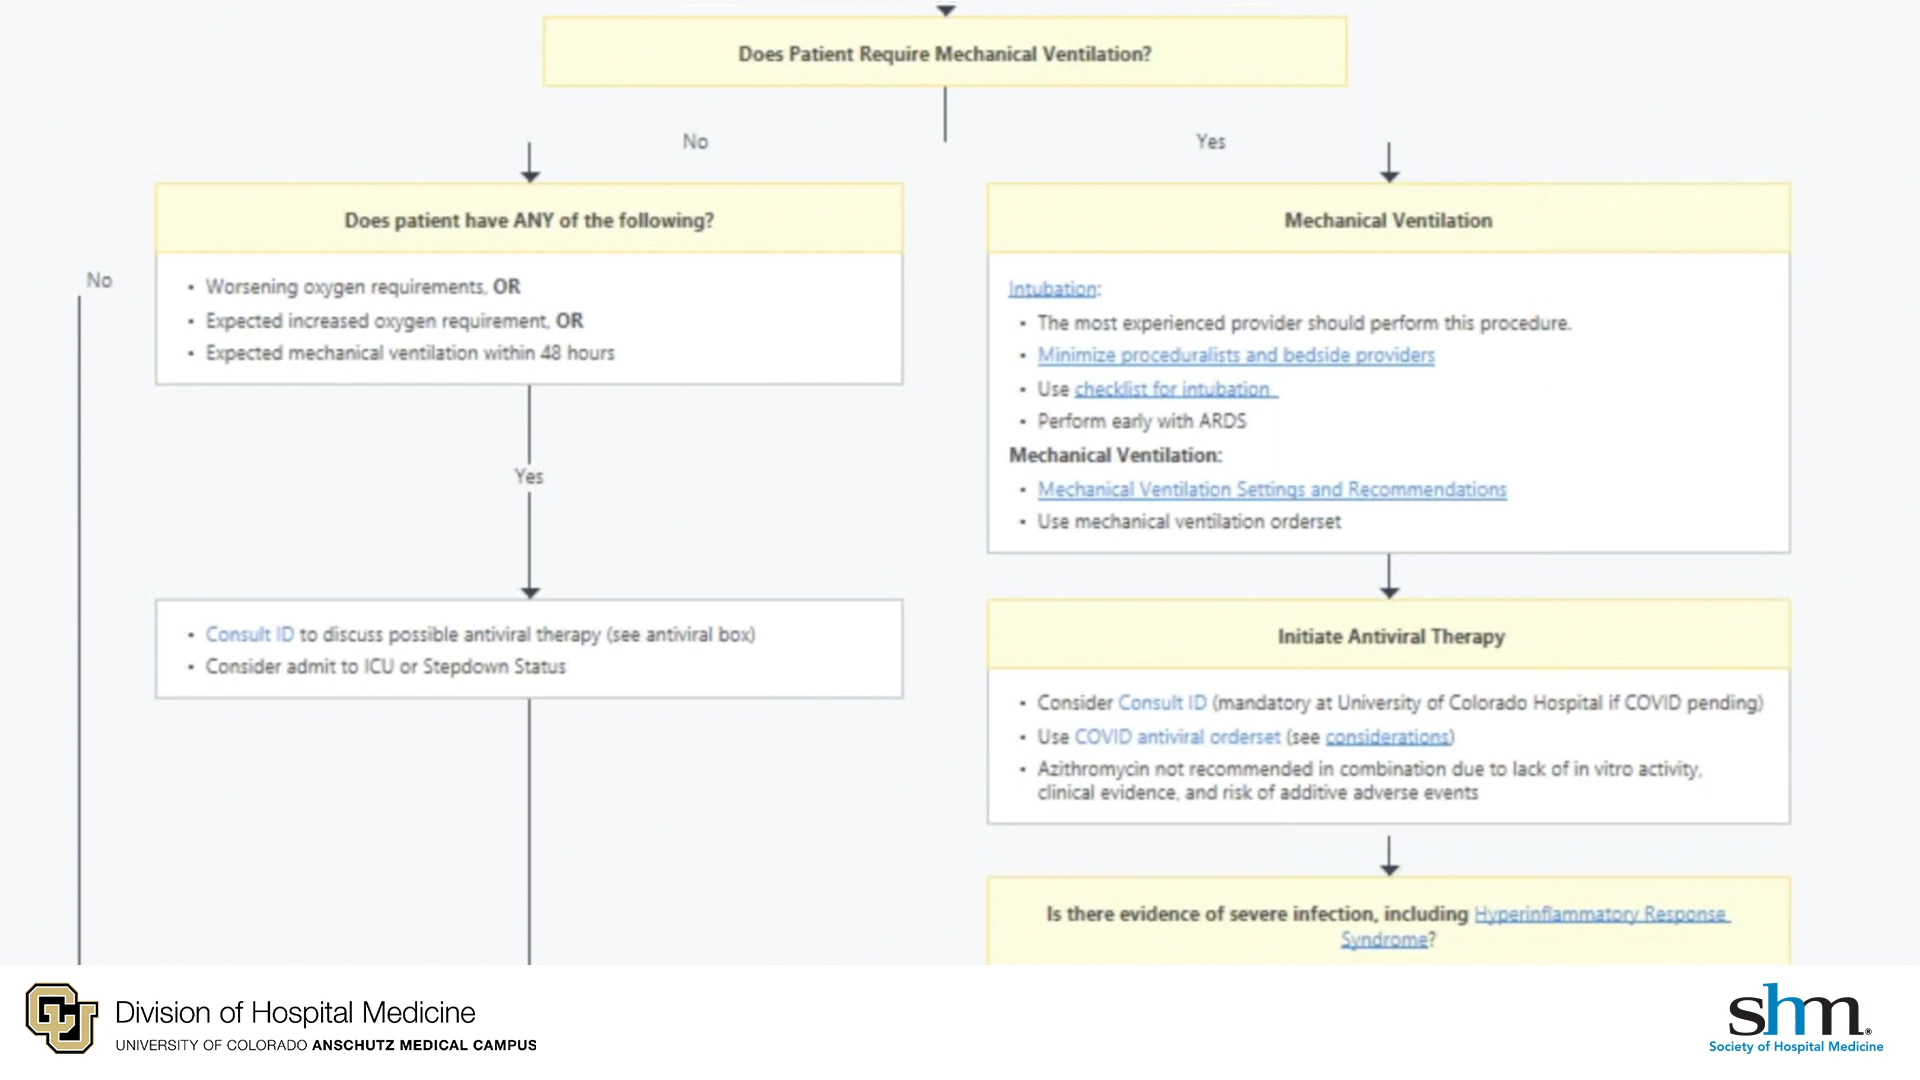 Does Patient Require Mechanical Ventilation?
No
Yes
Does patient have ANY of the following?
No
• Worsening oxygen requirements, OR
• Expected increased oxygen requirement, OR
• Expected mechanical ventilation within 48 hours
Yes
• Consult ID to discuss possible antiviral therapy (see antiviral box)
• Consider admit to ICU or Stepdown Status
Mechanical Ventilation
Intubation:
• The most experienced provider should perform this procedure.
• Minimize proceduralists and bedside providers
• Use checklist for intubation
• Perform early with ARDS
Mechanical Ventilation:
• Mechanical Ventilation Settings and Recommendations
• Use mechanical ventilation orderset
Initiate Antiviral Therapy
• Consider Consult ID (mandatory at University of Colorado Hospital if COVID pending)
• Use COVID antiviral orderset (see considerations)
• Azithromycin not recommended in combination due to lack of in vitro activity,
clinical evidence, and risk of additive adverse events
Is there evidence of severe infection, including Hyperinflammatory Response
Syndrome?
CU
Division of Hospital Medicine
UNIVERSITY OF COLORADO ANSCHUTZ MEDICAL CAMPUS
shm.®
Society of Hospital Medicine